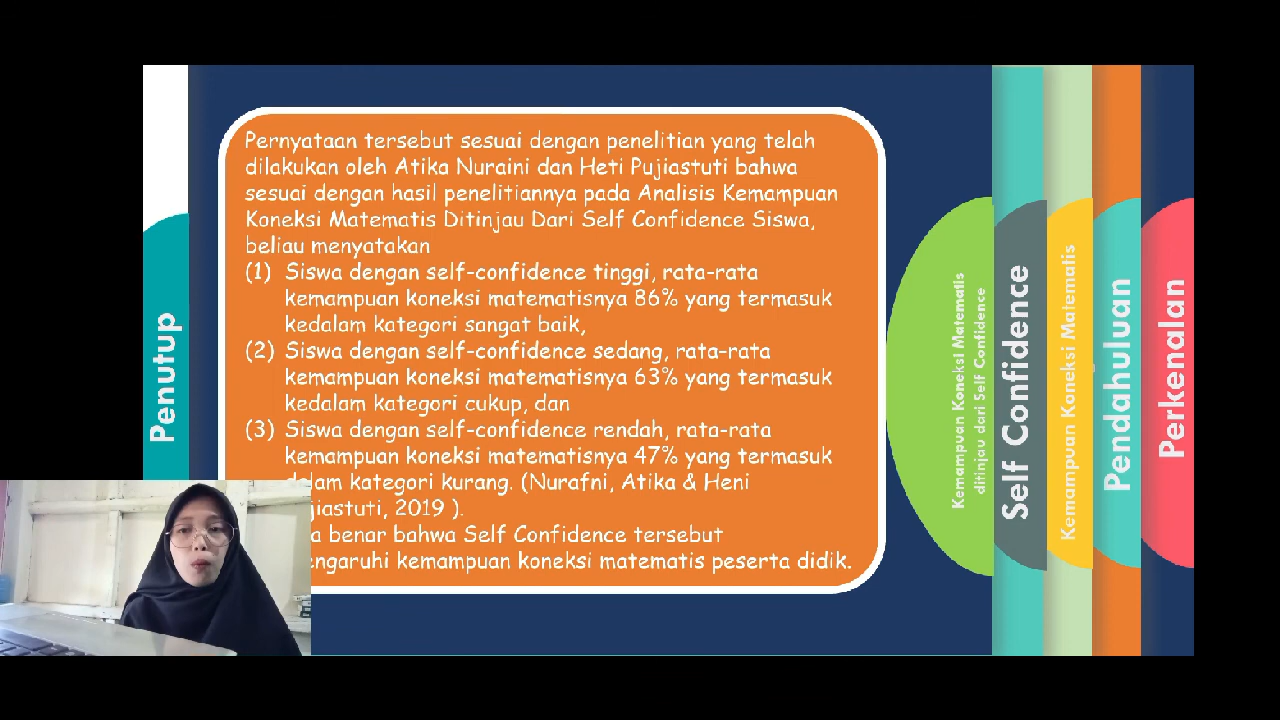 Pernyataan tersebut sesuai dengan penelitian yang telah
dilakukan oleh Atika Nuraini dan Heti Pujiastuti bahwa
sesuai dengan hasil penelitiannya pada Analisis Kemampuan
Koneksi Matematis Ditinjau Dari Self Confidence Siswa,
beliau menyatakan
(1) Siswa dengan self-confidence tinggi, rata-rata
kemampuan koneksi matematisnya 86% yang termasuk
kedalam kategori sangat baik,
(2) Siswa dengan self-confidence sedang, rata-rata
kemampuan koneksi matematisnya 63% yang termasuk
kedalam kategori cukup, dan
(3) Siswa dengan self-confidence rendah, rata-rata
kemampuan koneksi matematisnya 47% yang termasuk
dalam kategori kurang. (Nurafni, Atika & Heni
2019 ).
benar bahwa Self Confidence tersebut
kemampuan koneksi matematis peserta didik.
Penutup
Kemampuan Koneksi Matematis
ditinjau dari Self Confidence
Self Confidence
Kemampuan Koneksi Matematis
Pendahuluan
Perkenalan